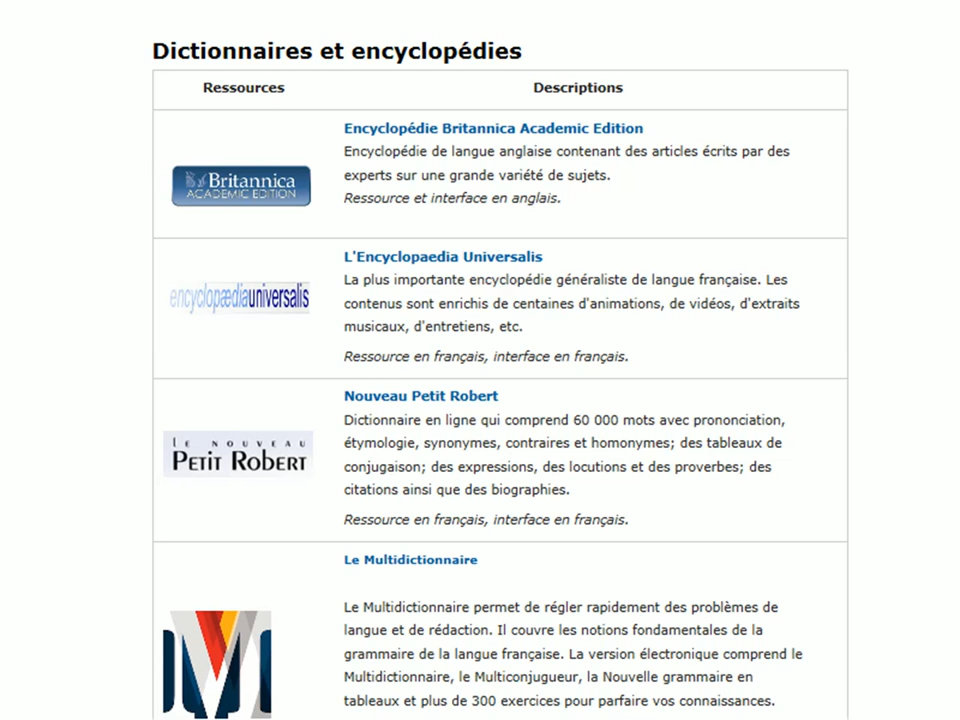 Dictionnaires et encyclopédies
Ressources Descriptions
Encyclopédie Britannica Academic Edition
Encyclopédie de langue anglaise contenant des articles écrits par des
experts sur une grande variété de sujets.
Ressource et interface en anglais.
Britannica
ACADEMIC EDITION
L'Encyclopaedia Universalis
La plus importante encyclopédie généraliste de langue française. Les
contenus sont enrichis de centaines d'animations, de vidéos, d'extraits
musicaux, d'entretiens, etc.
Ressource en français, interface en français.
encyclopædiauniversalis
Nouveau Petit Robert
Dictionnaire en ligne qui comprend 60 000 mots avec prononciation,
étymologie, synonymes, contraires et homonymes; des tableaux de
conjugaison; des expressions, des locutions et des proverbes; des
citations ainsi que des biographies.
Ressource en français, interface en français.
LE NOUVEAU
PETIT ROBERT
Le Multidictionnaire
Le Multidictionnaire permet de régler rapidement des problèmes de
langue et de rédaction. Il couvre les notions fondamentales de la
grammaire de la langue française. La version électronique comprend le
Multidictionnaire, le Multiconjugueur, la Nouvelle grammaire en
tableaux et plus de 300 exercices pour parfaire vos connaissances.